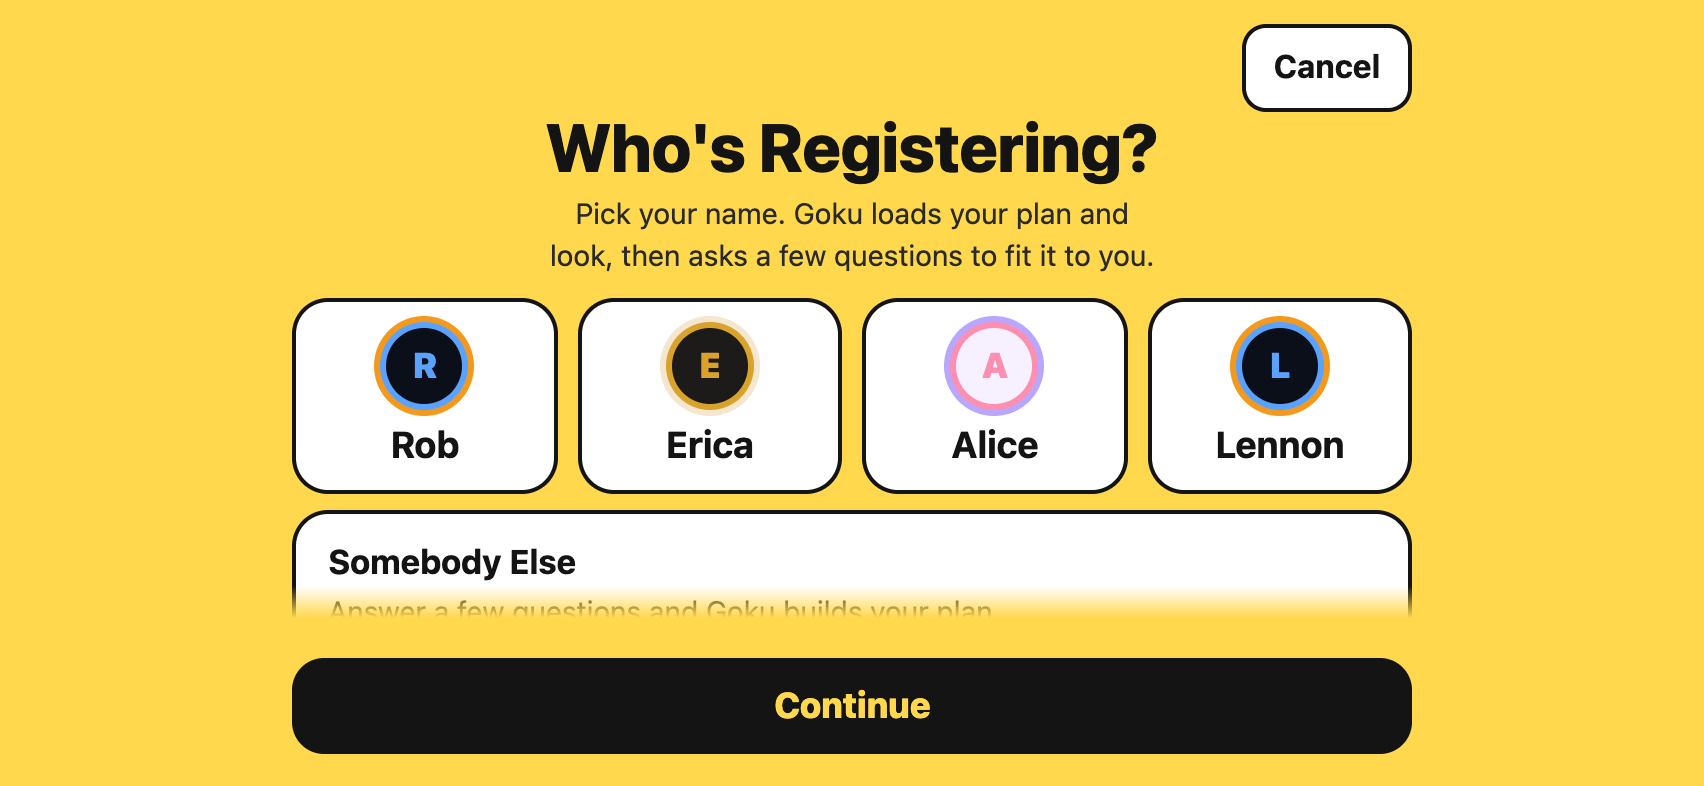 Cancel
Who's Registering?
Pick your name. Goku loads your plan and
look, then asks a few questions to fit it to you.
R
E
A
L
Rob
Erica
Alice
Lennon
Somebody Else
Answer a few questions and Goku builds your plan
Continue